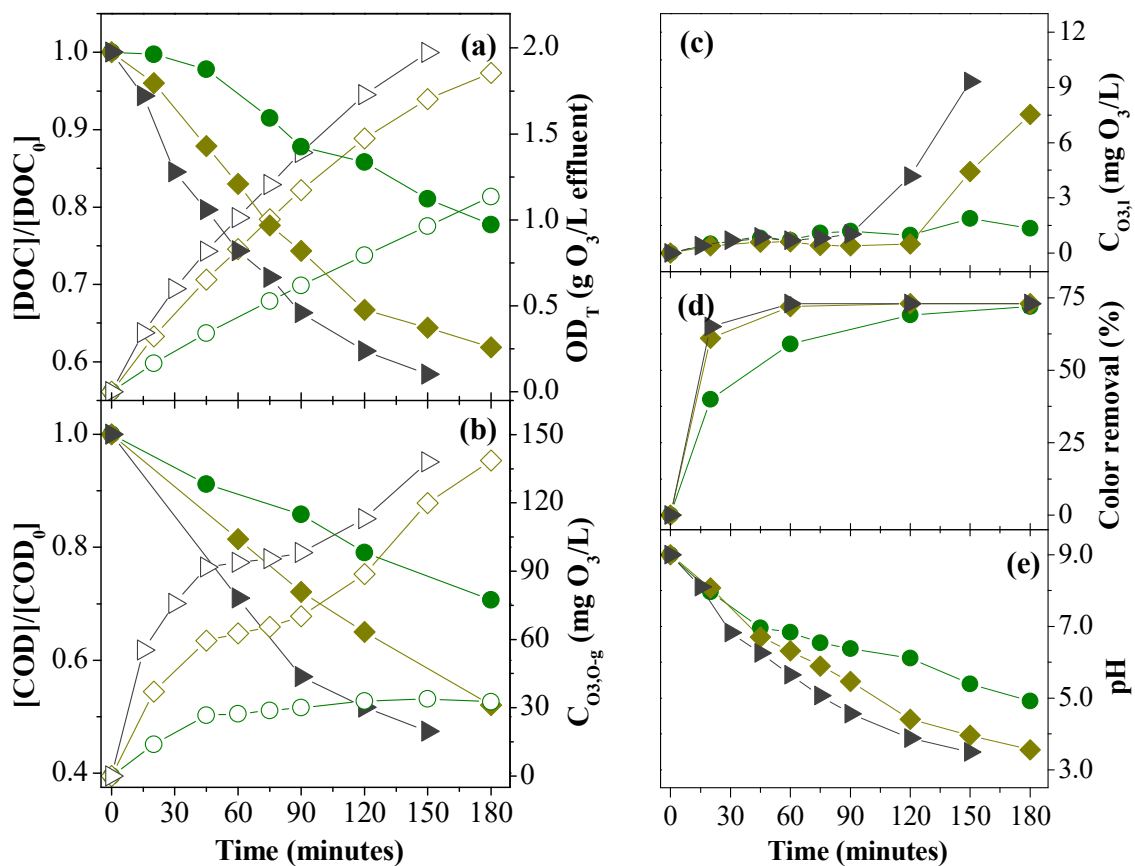 (a)
1.0
0.9
0.8
0.7
0.6
[DOC]/[DOC0]
2.0
1.5
1.0
0.5
0.0
ODT (g O3/L effluent)
(b)
1.0
0.8
0.6
0.4
[COD]/[COD0]
150
120
90
60
30
0
CO3,O-g (mg O3/L)
0 30 60 90 120 150 180
Time (minutes)
(c)
12
9
6
3
0
CO3,l (mg O3/L)
(d)
75
50
25
0
Color removal (%)
(e)
9.0
7.0
5.0
3.0
pH
0 30 60 90 120 150 180
Time (minutes)